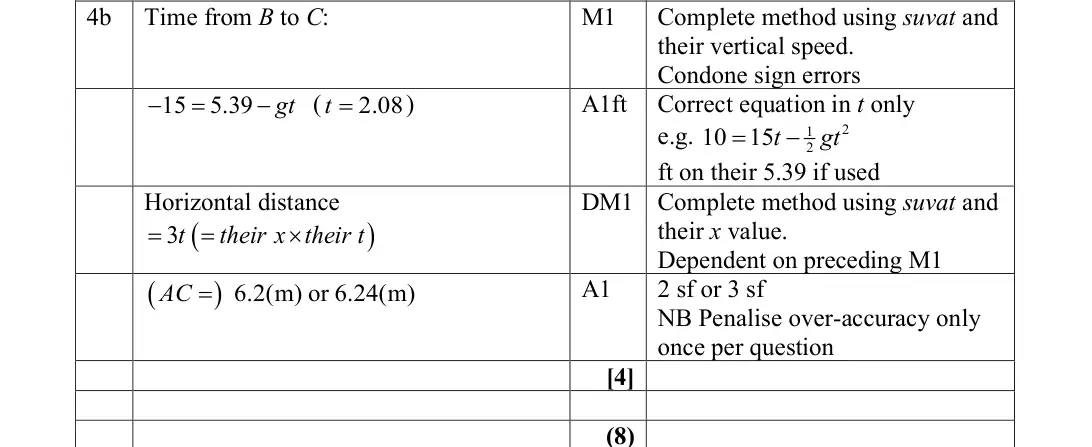 4b Time from B to C: M1 Complete method using suvat and
their vertical speed.
Condone sign errors
−15 = 5.39 − gt (t = 2.08) A1ft Correct equation in t only
e.g. 10 = 15t − ½ gt²
ft on their 5.39 if used
Horizontal distance DM1 Complete method using suvat and
= 3t (= their x × their t) their x value.
Dependent on preceding M1
(AC =) 6.2(m) or 6.24(m) A1 2 sf or 3 sf
NB Penalise over-accuracy only
once per question
[4]
(8)